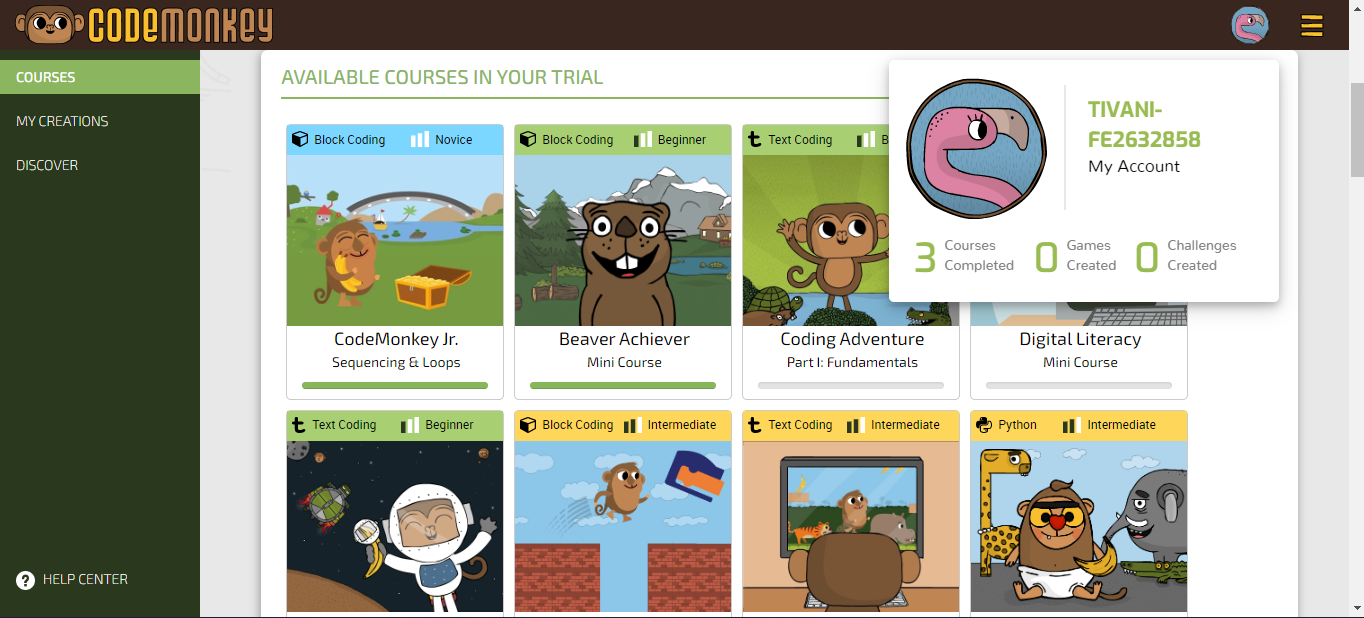 CODEMONKEY
COURSES
MY CREATIONS
DISCOVER
HELP CENTER
AVAILABLE COURSES IN YOUR TRIAL
TIVANI-
FE2632858
My Account
3 Courses Completed
0 Games Created
0 Challenges Created
Block Coding Novice
CodeMonkey Jr.
Sequencing & Loops
Block Coding Beginner
Beaver Achiever
Mini Course
Text Coding B
Coding Adventure
Part I: Fundamentals
Digital Literacy
Mini Course
Text Coding Beginner
Block Coding Intermediate
Text Coding Intermediate
Python Intermediate